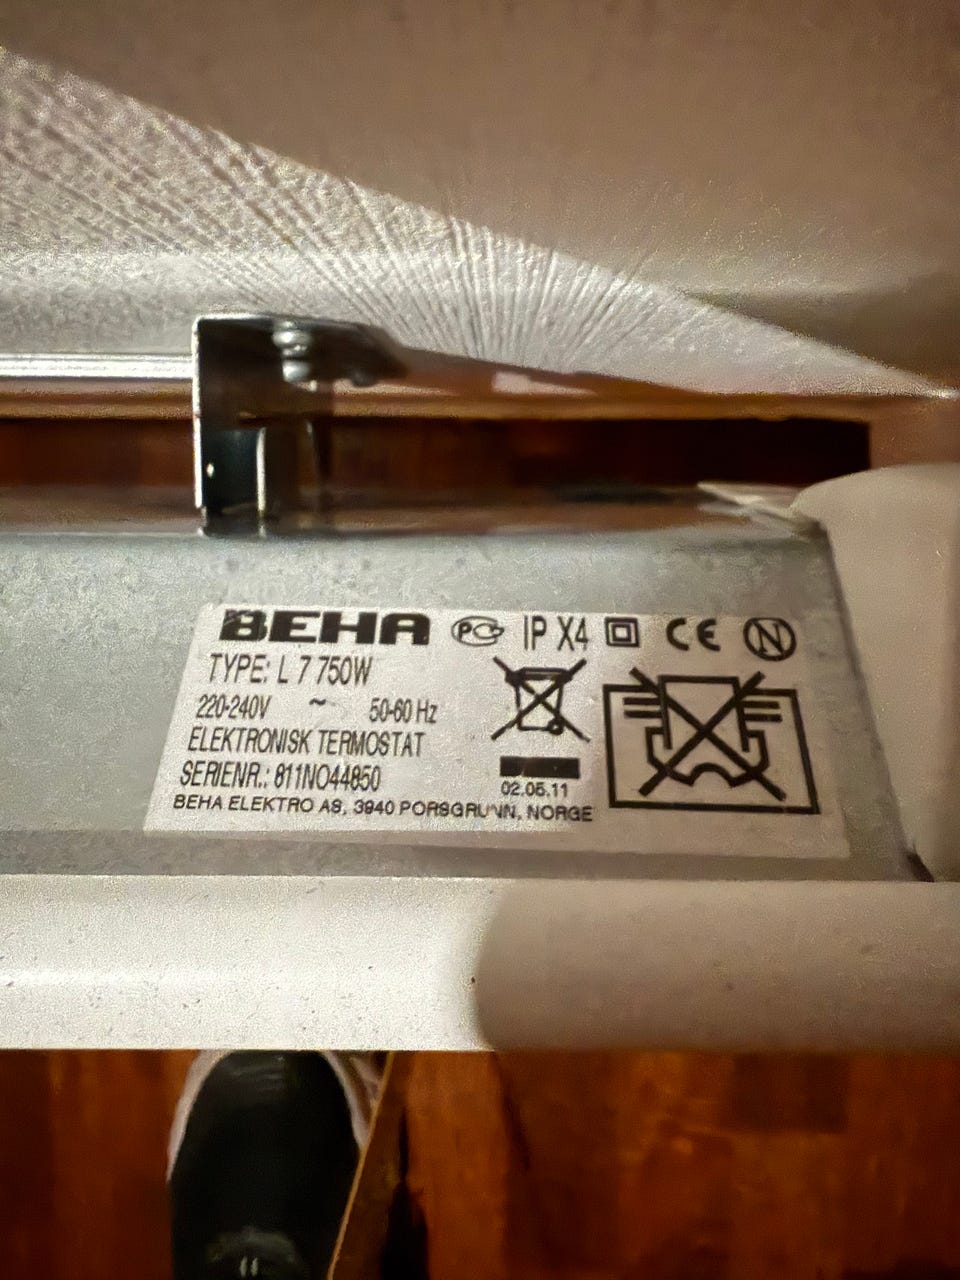 BEHA PC IP X4 CE N
TYPE: L 7 750W
220-240V ~ 50-60 Hz
ELEKTRONISK TERMOSTAT
SERIENR.: 811NO44850
02.05.11
BEHA ELEKTRO AS, 3940 PORSGRUNN, NORGE